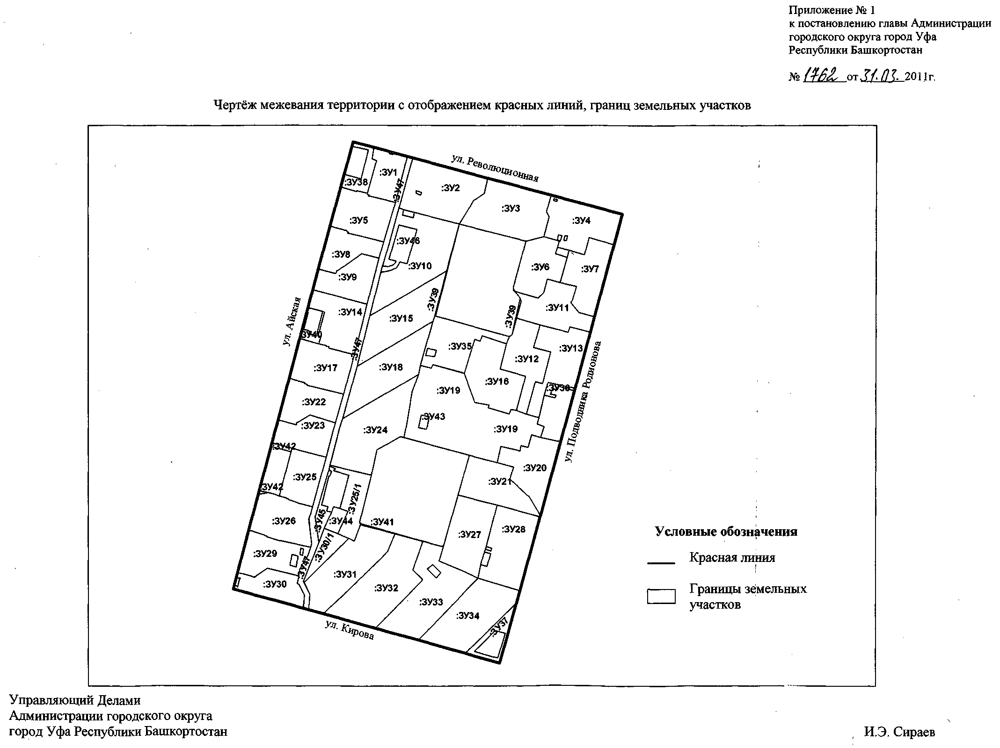 Приложение № 1
к постановлению главы Администрации
городского округа город Уфа
Республики Башкортостан
№ 1762 от 31.03. 2011г.
Чертёж межевания территории с отображением красных линий, границ земельных участков
ул. Революционная
:ЗУ1
:ЗУ38
:ЗУ47
:ЗУ2
:ЗУ3
:ЗУ4
:ЗУ5
:ЗУ46
:ЗУ8
:ЗУ10
:ЗУ6
:ЗУ7
:ЗУ9
:ЗУ39
ул. Айская
:ЗУ14
:ЗУ15
:ЗУ39
:ЗУ11
:ЗУ40
:ЗУ47
:ЗУ35
:ЗУ13
:ЗУ12
:ЗУ17
:ЗУ18
:ЗУ16
:ЗУ19
ул. Подводника Родионова
:ЗУ22
:ЗУ43
:ЗУ23
:ЗУ24
:ЗУ19
:ЗУ42
:ЗУ20
:ЗУ25
:ЗУ21
:ЗУ42
:ЗУ25/1
:ЗУ26
:ЗУ45
:ЗУ44
:ЗУ41
:ЗУ27
:ЗУ28
:ЗУ30/1
:ЗУ29
:ЗУ47
:ЗУ31
:ЗУ30
:ЗУ32
:ЗУ33
:ЗУ34
:ЗУ37
ул. Кирова
Условные обозначения
Красная линия
Границы земельных
участков
Управляющий Делами
Администрации городского округа
город Уфа Республики Башкортостан
И.Э. Сираев